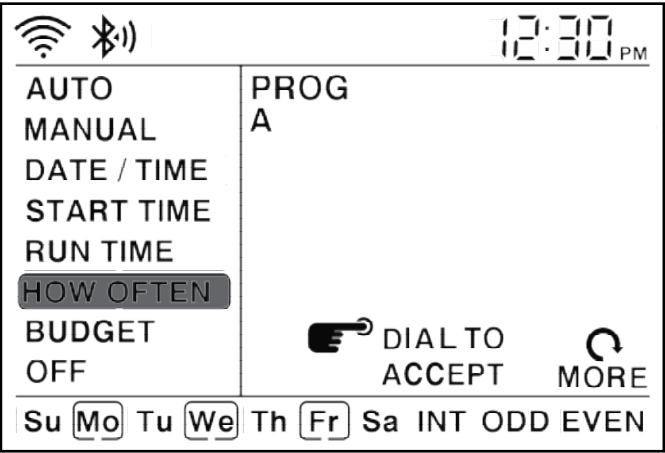 12:30 PM
AUTO
MANUAL
DATE / TIME
START TIME
RUN TIME
HOW OFTEN
BUDGET
OFF
PROG
A
DIAL TO
ACCEPT
MORE
Su Mo Tu We Th Fr Sa INT ODD EVEN